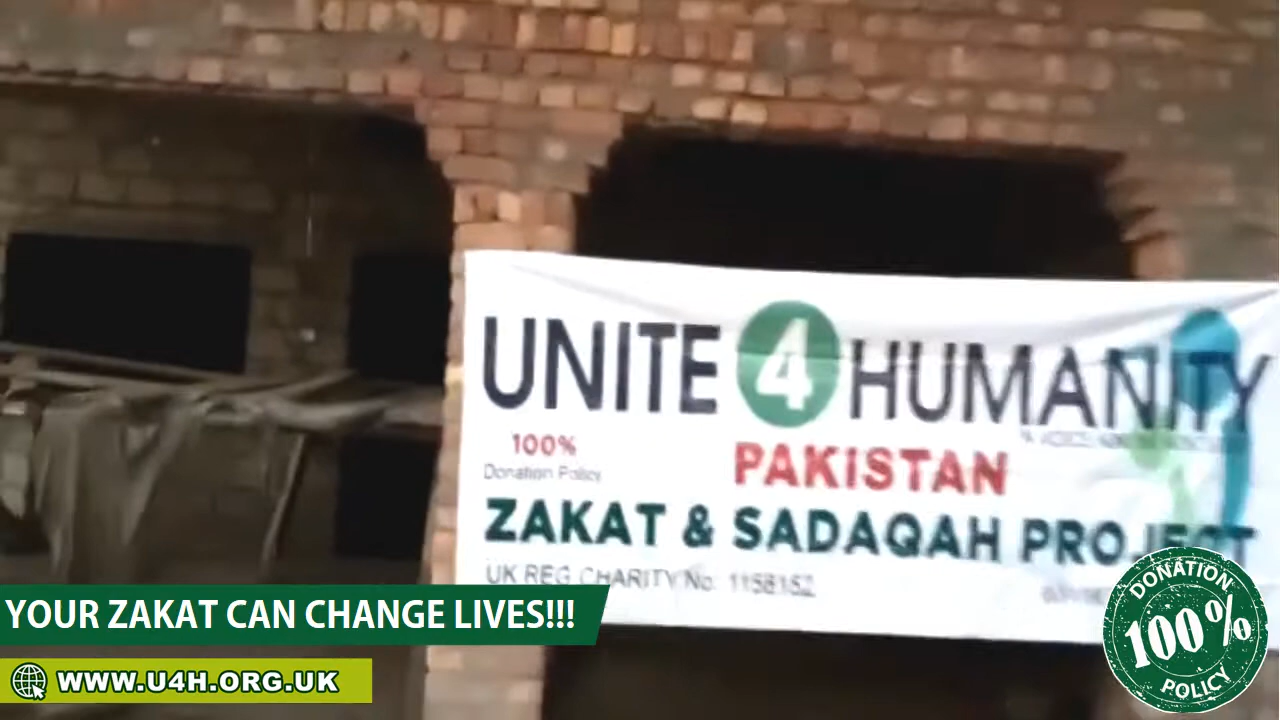 UNITE 4 HUMANITY
100%
Donation Policy
PAKISTAN
ZAKAT & SADAQAH PROJECT
UK REG CHARITY No: 1158152
YOUR ZAKAT CAN CHANGE LIVES!!!
WWW.U4H.ORG.UK
DONATION
100%
POLICY